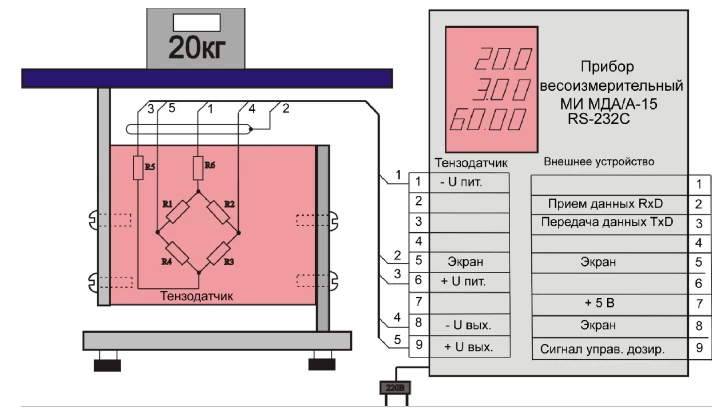 20кг
3 5 1 4 2
R5
R6
R1
R2
R4
R3
Тензодатчик
20.0
3.00
60.00
Прибор
весоизмерительный
МИ МДА/А-15
RS-232C
Тензодатчик
Внешнее устройство
1 1 - U пит.
2
3
4
2 5 Экран
3 6 + U пит.
7
4 8 - U вых.
5 9 + U вых.
1
Прием данных RxD 2
Передача данных TxD 3
4
Экран 5
6
+ 5 В 7
Экран 8
Сигнал управ. дозир. 9
220В